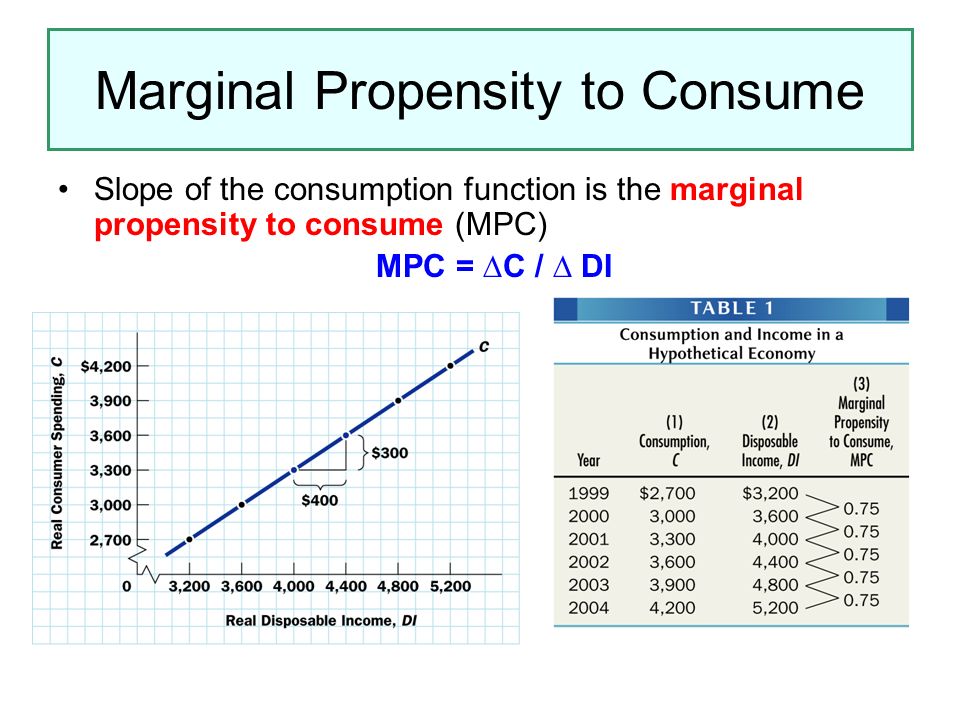 Marginal Propensity to Consume
• Slope of the consumption function is the marginal
propensity to consume (MPC)
MPC = ∆C / ∆ DI
Real Consumer Spending, C
$4,200
3,900
3,600
3,300
3,000
2,700
0
3,200 3,600 4,000 4,400 4,800 5,200
Real Disposable Income, DI
C
$300
$400
TABLE 1
Consumption and Income in a
Hypothetical Economy
(3)
Marginal
(1) (2) Propensity
Consumption, Disposable to Consume,
Year C Income, DI MPC
1999 $2,700 $3,200
0.75
2000 3,000 3,600
0.75
2001 3,300 4,000
0.75
2002 3,600 4,400
0.75
2003 3,900 4,800
0.75
2004 4,200 5,200